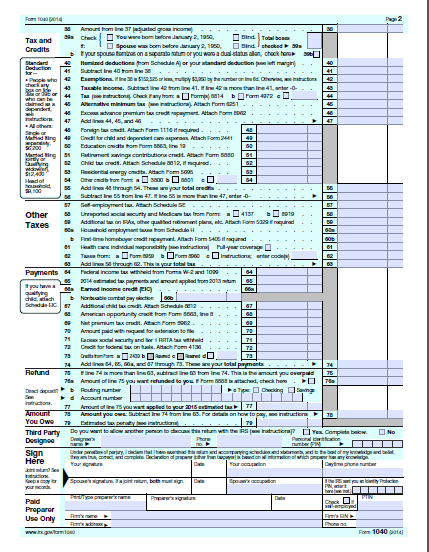 Form 1040 (2014) Page 2
38 Amount from line 37 (adjusted gross income) 38
Tax and Credits
39a Check if: You were born before January 2, 1950, Blind. Total boxes
Spouse was born before January 2, 1950, Blind. checked ▶ 39a
b If your spouse itemizes on a separate return or you were a dual-status alien, check here▶ 39b
Standard Deduction for—
• People who check any box on line 39a or 39b or who can be claimed as a dependent, see instructions.
• All others:
Single or Married filing separately, $6,200
Married filing jointly or Qualifying widow(er), $12,400
Head of household, $9,100
40 Itemized deductions (from Schedule A) or your standard deduction (see left margin) 40
41 Subtract line 40 from line 38 41
42 Exemptions. If line 38 is $152,525 or less, multiply $3,950 by the number on line 6d. Otherwise, see instructions 42
43 Taxable income. Subtract line 42 from line 41. If line 42 is more than line 41, enter -0- 43
44 Tax (see instructions). Check if any from: a Form(s) 8814 b Form 4972 c 44
45 Alternative minimum tax (see instructions). Attach Form 6251 45
46 Excess advance premium tax credit repayment. Attach Form 8962 46
47 Add lines 44, 45, and 46 ▶ 47
48 Foreign tax credit. Attach Form 1116 if required 48
49 Credit for child and dependent care expenses. Attach Form 2441 49
50 Education credits from Form 8863, line 19 50
51 Retirement savings contributions credit. Attach Form 8880 51
52 Child tax credit. Attach Schedule 8812, if required 52
53 Residential energy credits. Attach Form 5695 53
54 Other credits from Form: a 3800 b 8801 c 54
55 Add lines 48 through 54. These are your total credits 55
56 Subtract line 55 from line 47. If line 55 is more than line 47, enter -0- ▶ 56
Other Taxes
57 Self-employment tax. Attach Schedule SE 57
58 Unreported social security and Medicare tax from Form: a 4137 b 8919 58
59 Additional tax on IRAs, other qualified retirement plans, etc. Attach Form 5329 if required 59
60a Household employment taxes from Schedule H 60a
b First-time homebuyer credit repayment. Attach Form 5405 if required 60b
61 Health care: individual responsibility (see instructions) Full-year coverage 61
62 Taxes from: a Form 8959 b Form 8960 c Instructions; enter code(s) 62
63 Add lines 56 through 62. This is your total tax ▶ 63
Payments
64 Federal income tax withheld from Forms W-2 and 1099 64
65 2014 estimated tax payments and amount applied from 2013 return 65
If you have a qualifying child, attach Schedule EIC.
66a Earned income credit (EIC) 66a
b Nontaxable combat pay election 66b
67 Additional child tax credit. Attach Schedule 8812 67
68 American opportunity credit from Form 8863, line 8 68
69 Net premium tax credit. Attach Form 8962 69
70 Amount paid with request for extension to file 70
71 Excess social security and tier 1 RRTA tax withheld 71
72 Credit for federal tax on fuels. Attach Form 4136 72
73 Credits from Form: a 2439 b Reserved c Reserved d 73
74 Add lines 64, 65, 66a, and 67 through 73. These are your total payments ▶ 74
Refund
75 If line 74 is more than line 63, subtract line 63 from line 74. This is the amount you overpaid 75
76a Amount of line 75 you want refunded to you. If Form 8888 is attached, check here ▶ 76a
Direct deposit? See instructions.
▶ b Routing number ▶ c Type: Checking Savings
▶ d Account number
77 Amount of line 75 you want applied to your 2015 estimated tax ▶ 77
Amount You Owe
78 Amount you owe. Subtract line 74 from line 63. For details on how to pay, see instructions ▶ 78
79 Estimated tax penalty (see instructions) 79
Third Party Designee
Do you want to allow another person to discuss this return with the IRS (see instructions)? Yes. Complete below. No
Designee's name ▶ Phone no. ▶ Personal identification number (PIN) ▶
Sign Here
Under penalties of perjury, I declare that I have examined this return and accompanying schedules and statements, and to the best of my knowledge and belief,
they are true, correct, and complete. Declaration of preparer (other than taxpayer) is based on all information of which preparer has any knowledge.
Joint return? See instructions. Keep a copy for your records.
Your signature Date Your occupation Daytime phone number
Spouse's signature. If a joint return, both must sign. Date Spouse's occupation If the IRS sent you an Identity Protection PIN, enter it here (see inst.)
Paid Preparer Use Only
Print/Type preparer's name Preparer's signature Date Check if self-employed PTIN
Firm's name ▶ Firm's EIN ▶
Firm's address ▶ Phone no.
www.irs.gov/form1040 Form 1040 (2014)